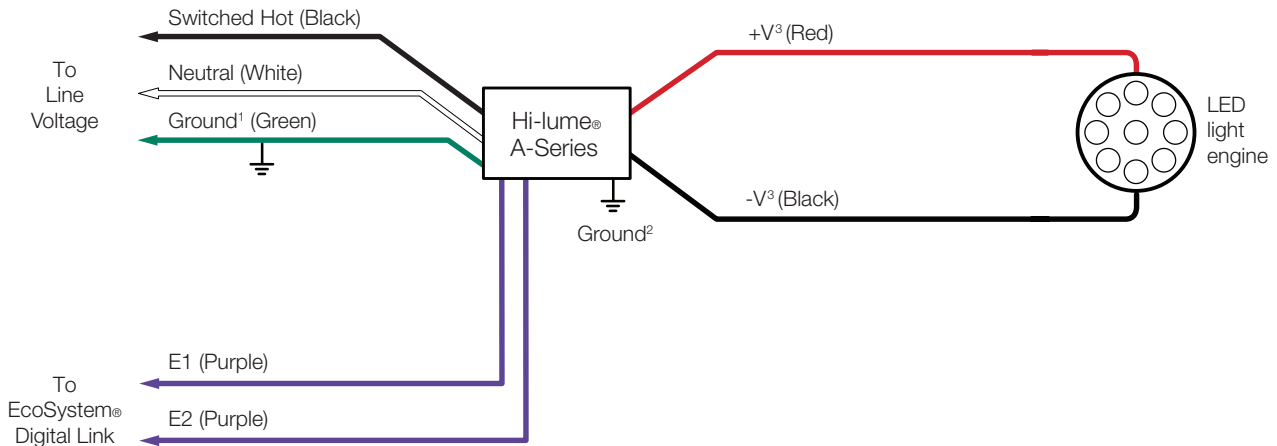 Switched Hot (Black)
To
Line
Voltage
Neutral (White)
Ground¹ (Green)
Hi-lume®
A-Series
Ground²
+V³ (Red)
-V³ (Black)
LED
light
engine
To
EcoSystem®
Digital Link
E1 (Purple)
E2 (Purple)